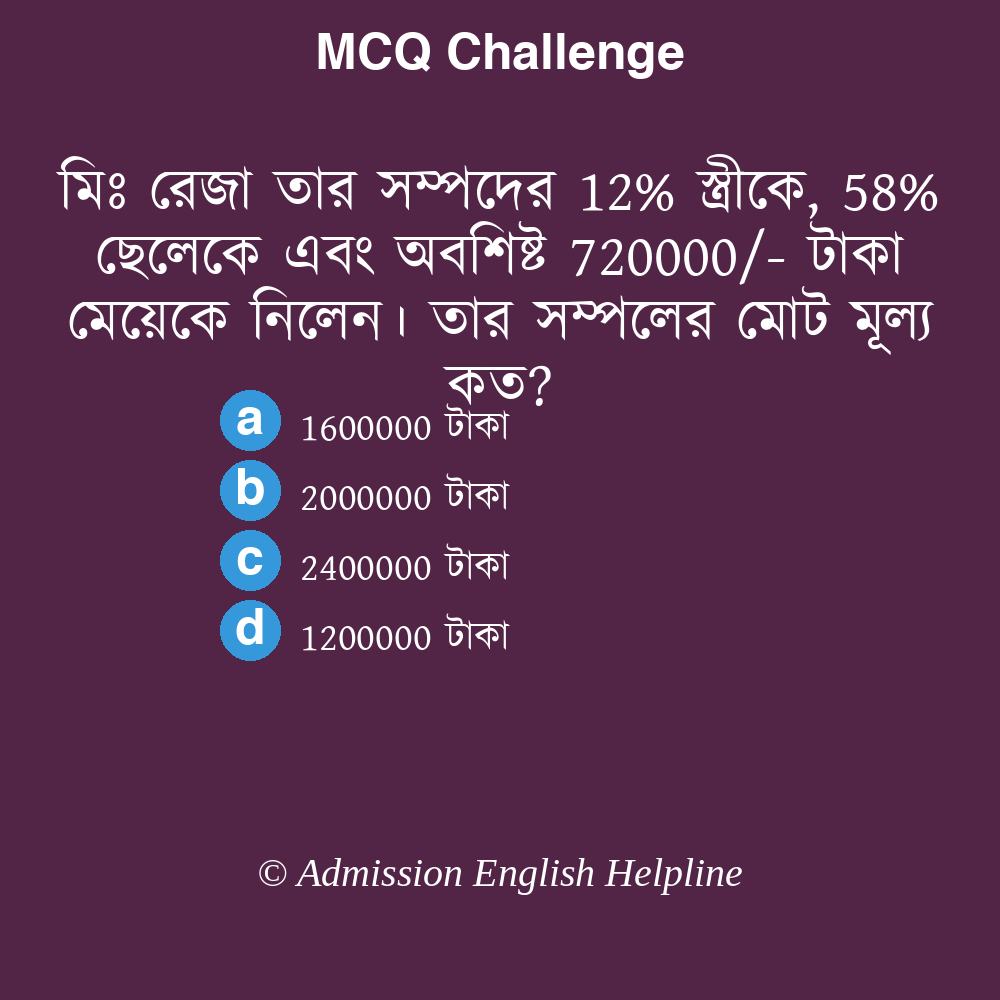 MCQ Challenge
মিঃ রেজা তার সম্পদের 12% স্ত্রীকে, 58%
ছেলেকে এবং অবশিষ্ট 720000/- টাকা
মেয়েকে নিলেন। তার সম্পলের মোট মূল্য
কত?
a 1600000 টাকা
b 2000000 টাকা
c 2400000 টাকা
d 1200000 টাকা
© Admission English Helpline